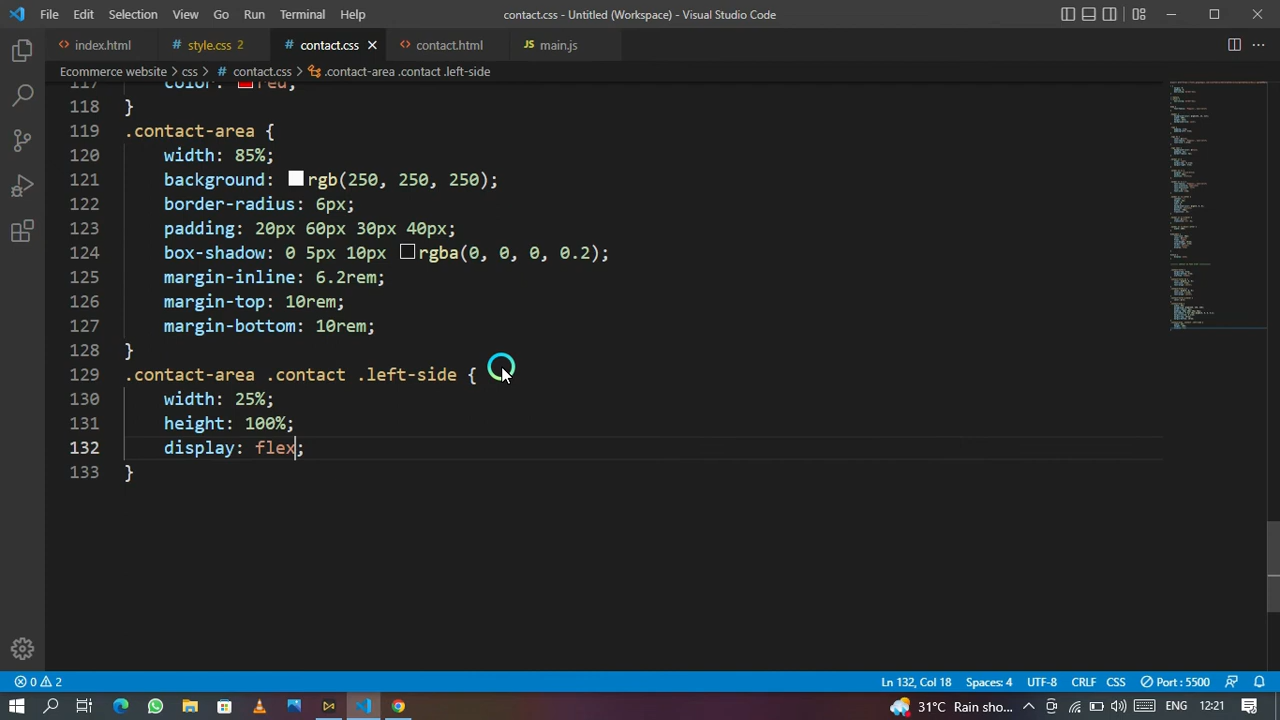 File Edit Selection View Go Run Terminal Help contact.css - Untitled (Workspace) - Visual Studio Code
index.html style.css 2 contact.css contact.html main.js
Ecommerce website > css > contact.css > .contact-area .contact .left-side
117 color: red;
118 }
119 .contact-area {
120 width: 85%;
121 background: rgb(250, 250, 250);
122 border-radius: 6px;
123 padding: 20px 60px 30px 40px;
124 box-shadow: 0 5px 10px rgba(0, 0, 0, 0.2);
125 margin-inline: 6.2rem;
126 margin-top: 10rem;
127 margin-bottom: 10rem;
128 }
129 .contact-area .contact .left-side {
130 width: 25%;
131 height: 100%;
132 display: flex;
133 }
0 2 Ln 132, Col 18 Spaces: 4 UTF-8 CRLF CSS Port : 5500
31°C Rain sho... ENG 12:21